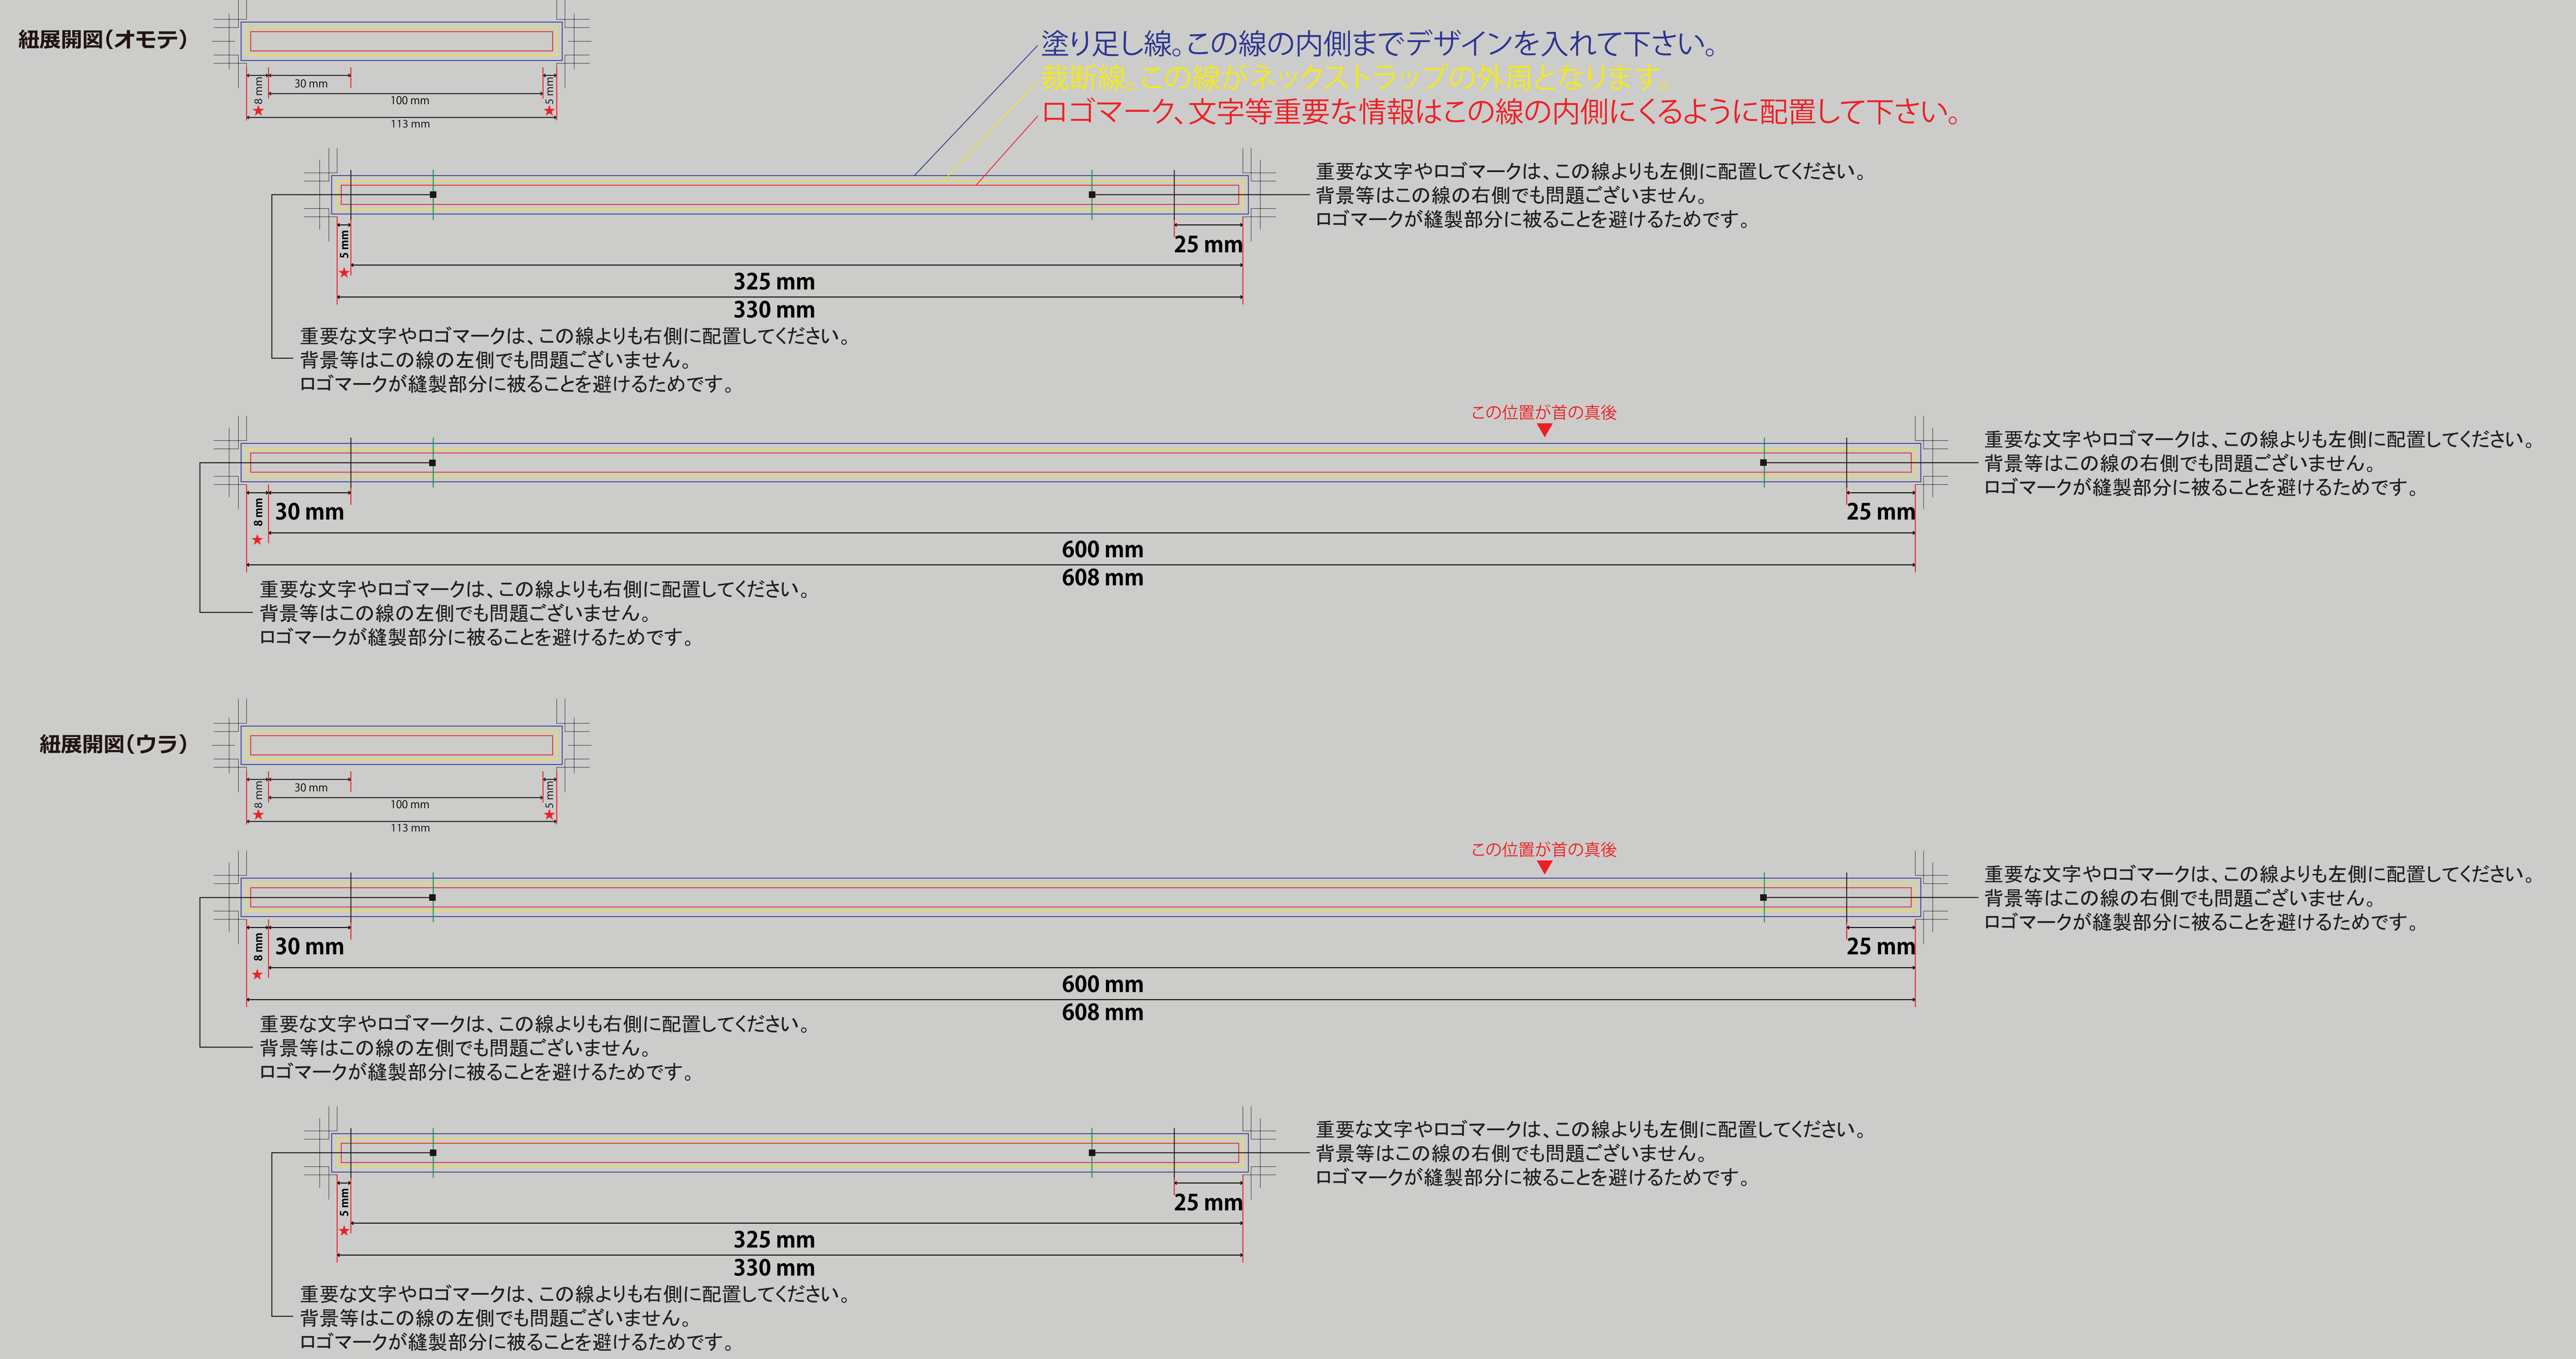 紐展開図(オモテ)
30 mm
★8 mm
★5 mm
100 mm
113 mm
塗り足し線。この線の内側までデザインを入れて下さい。
裁断線。この線がネックストラップの外周となります。
ロゴマーク、文字等重要な情報はこの線の内側にくるように配置して下さい。
重要な文字やロゴマークは、この線よりも左側に配置してください。
背景等はこの線の右側でも問題ございません。
ロゴマークが縫製部分に被ることを避けるためです。
★ 5 mm
25 mm
325 mm
330 mm
重要な文字やロゴマークは、この線よりも右側に配置してください。
背景等はこの線の左側でも問題ございません。
ロゴマークが縫製部分に被ることを避けるためです。
この位置が首の真後
重要な文字やロゴマークは、この線よりも左側に配置してください。
背景等はこの線の右側でも問題ございません。
ロゴマークが縫製部分に被ることを避けるためです。
★ 8 mm
30 mm
25 mm
600 mm
608 mm
重要な文字やロゴマークは、この線よりも右側に配置してください。
背景等はこの線の左側でも問題ございません。
ロゴマークが縫製部分に被ることを避けるためです。
紐展開図(ウラ)
30 mm
★8 mm
★5 mm
100 mm
113 mm
この位置が首の真後
重要な文字やロゴマークは、この線よりも左側に配置してください。
背景等はこの線の右側でも問題ございません。
ロゴマークが縫製部分に被ることを避けるためです。
★ 8 mm
30 mm
25 mm
600 mm
608 mm
重要な文字やロゴマークは、この線よりも右側に配置してください。
背景等はこの線の左側でも問題ございません。
ロゴマークが縫製部分に被ることを避けるためです。
重要な文字やロゴマークは、この線よりも左側に配置してください。
背景等はこの線の右側でも問題ございません。
ロゴマークが縫製部分に被ることを避けるためです。
★ 5 mm
25 mm
325 mm
330 mm
重要な文字やロゴマークは、この線よりも右側に配置してください。
背景等はこの線の左側でも問題ございません。
ロゴマークが縫製部分に被ることを避けるためです。